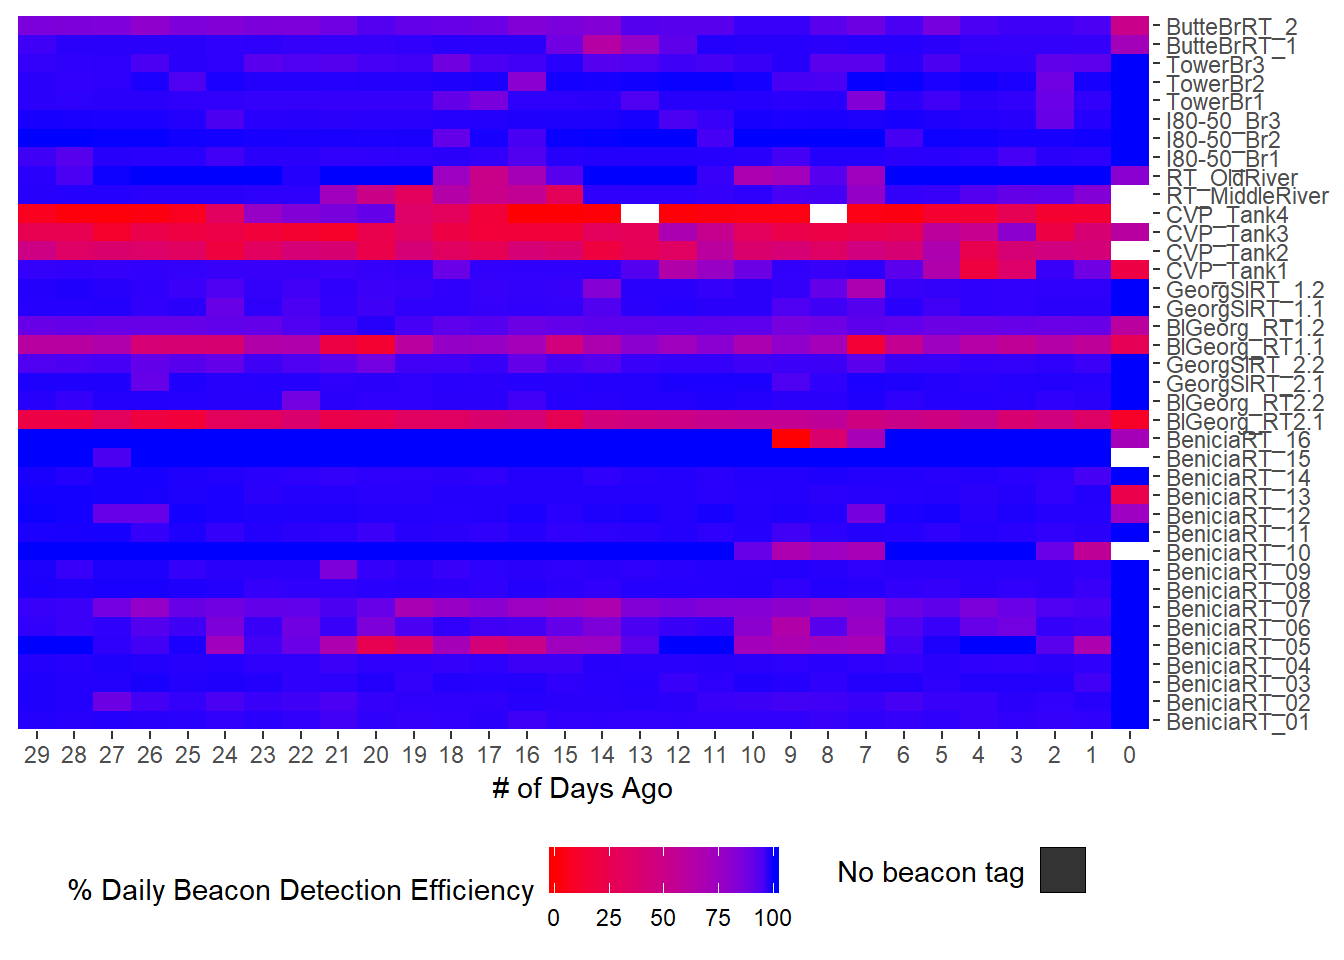 ButteBrRT_2
ButteBrRT_1
TowerBr3
TowerBr2
TowerBr1
I80-50_Br3
I80-50_Br2
I80-50_Br1
RT_OldRiver
RT_MiddleRiver
CVP_Tank4
CVP_Tank3
CVP_Tank2
CVP_Tank1
GeorgSlRT_1.2
GeorgSlRT_1.1
BlGeorg_RT1.2
BlGeorg_RT1.1
GeorgSlRT_2.2
GeorgSlRT_2.1
BlGeorg_RT2.2
BlGeorg_RT2.1
BeniciaRT_16
BeniciaRT_15
BeniciaRT_14
BeniciaRT_13
BeniciaRT_12
BeniciaRT_11
BeniciaRT_10
BeniciaRT_09
BeniciaRT_08
BeniciaRT_07
BeniciaRT_06
BeniciaRT_05
BeniciaRT_04
BeniciaRT_03
BeniciaRT_02
BeniciaRT_01
29 28 27 26 25 24 23 22 21 20 19 18 17 16 15 14 13 12 11 10 9 8 7 6 5 4 3 2 1 0
# of Days Ago
% Daily Beacon Detection Efficiency
0 25 50 75 100
No beacon tag